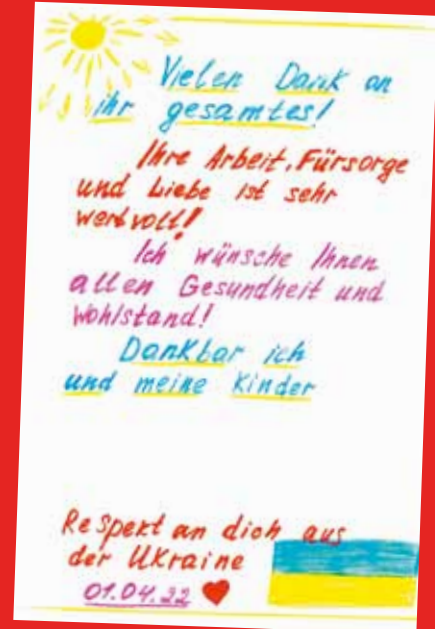 Vielen Dank an
ihr gesamtes!
Ihre Arbeit, Fürsorge
und Liebe ist sehr
wertvoll!
Ich wünsche Ihnen
allen Gesundheit und
Wohlstand!
Dankbar ich
und meine Kinder
Respekt an dich aus
der Ukraine
01.04.22